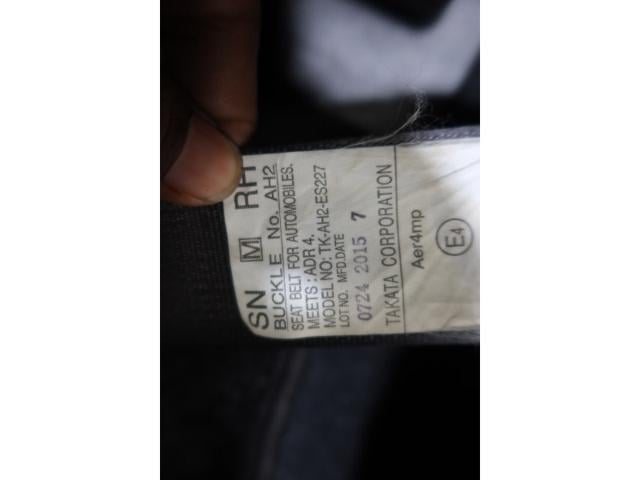 SN M RH
BUCKLE No. AH2
SEAT BELT FOR AUTOMOBILES.
MEETS : ADR 4.
MODEL NO: TK-AH2-ES227
LOT NO. MFD.DATE
0724 2015 7
TAKATA CORPORATION
Aer4mp
E4